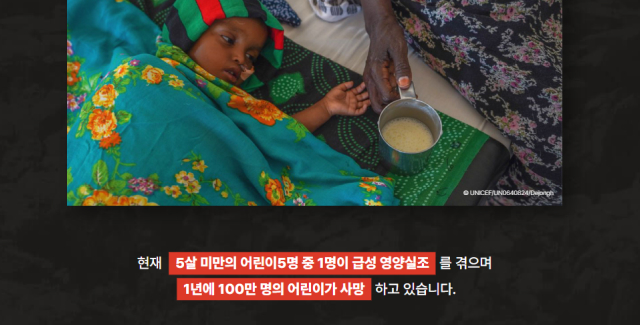 © UNICEF/UN0640824/Dejongh
현재 5살 미만의 어린이5명 중 1명이 급성 영양실조 를 겪으며
1년에 100만 명의 어린이가 사망 하고 있습니다.